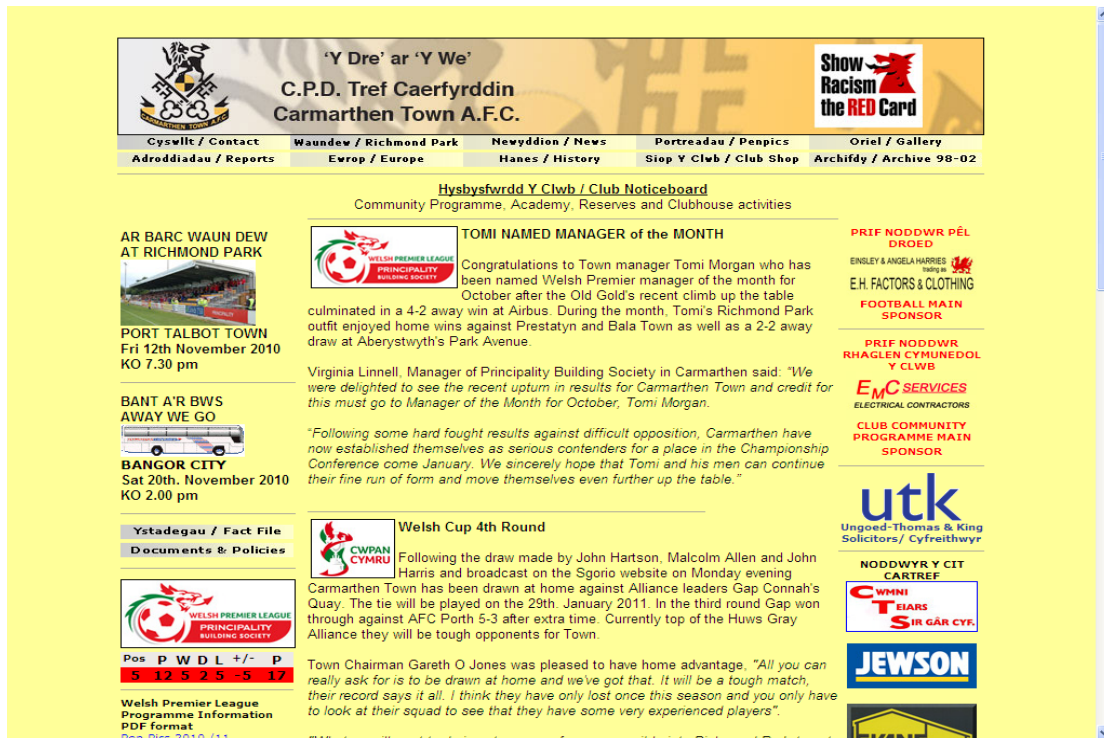 'Y Dre' ar 'Y We'
C.P.D. Tref Caerfyrddin
Carmarthen Town A.F.C.
CARMARTHEN TOWN A.F.C.
Show
Racism
the RED Card
Cyswllt / Contact
Waundew / Richmond Park
Newyddion / News
Portreadau / Penpics
Oriel / Gallery
Adroddiadau / Reports
Ewrop / Europe
Hanes / History
Siop Y Clwb / Club Shop
Archifdy / Archive 98-02
Hysbysfwrdd Y Clwb / Club Noticeboard
Community Programme, Academy, Reserves and Clubhouse activities
AR BARC WAUN DEW
AT RICHMOND PARK
PORT TALBOT TOWN
Fri 12th November 2010
KO 7.30 pm
BANT A'R BWS
AWAY WE GO
BANGOR CITY
Sat 20th. November 2010
KO 2.00 pm
Ystadegau / Fact File
Documents & Policies
WELSH PREMIER LEAGUE
PRINCIPALITY
BUILDING SOCIETY
Pos P W D L +/- P
5 12 5 2 5 -5 17
Welsh Premier League
Programme Information
PDF format
Pen Pics 2010 /11
WELSH PREMIER LEAGUE
PRINCIPALITY
BUILDING SOCIETY
TOMI NAMED MANAGER of the MONTH
Congratulations to Town manager Tomi Morgan who has
been named Welsh Premier manager of the month for
October after the Old Gold's recent climb up the table
culminated in a 4-2 away win at Airbus. During the month, Tomi's Richmond Park
outfit enjoyed home wins against Prestatyn and Bala Town as well as a 2-2 away
draw at Aberystwyth's Park Avenue.
Virginia Linnell, Manager of Principality Building Society in Carmarthen said: "We
were delighted to see the recent upturn in results for Carmarthen Town and credit for
this must go to Manager of the Month for October, Tomi Morgan.
"Following some hard fought results against difficult opposition, Carmarthen have
now established themselves as serious contenders for a place in the Championship
Conference come January. We sincerely hope that Tomi and his men can continue
their fine run of form and move themselves even further up the table."
CWPAN
CYMRU
Welsh Cup 4th Round
Following the draw made by John Hartson, Malcolm Allen and John
Harris and broadcast on the Sgorio website on Monday evening
Carmarthen Town has been drawn at home against Alliance leaders Gap Connah's
Quay. The tie will be played on the 29th. January 2011. In the third round Gap won
through against AFC Porth 5-3 after extra time. Currently top of the Huws Gray
Alliance they will be tough opponents for Town.
Town Chairman Gareth O Jones was pleased to have home advantage, "All you can
really ask for is to be drawn at home and we've got that. It will be a tough match,
their record says it all. I think they have only lost once this season and you only have
to look at their squad to see that they have some very experienced players".
PRIF NODDWR PÊL
DROED
EINSLEY & ANGELA HARRIES
trading as
E.H. FACTORS & CLOTHING
FOOTBALL MAIN
SPONSOR
PRIF NODDWR
RHAGLEN CYMUNEDOL
Y CLWB
EMC SERVICES
ELECTRICAL CONTRACTORS
CLUB COMMUNITY
PROGRAMME MAIN
SPONSOR
utk
Ungoed-Thomas & King
Solicitors/ Cyfreithwyr
NODDWYR Y CIT
CARTREF
CWMNI
TEIARS
SIR GÂR CYF.
JEWSON